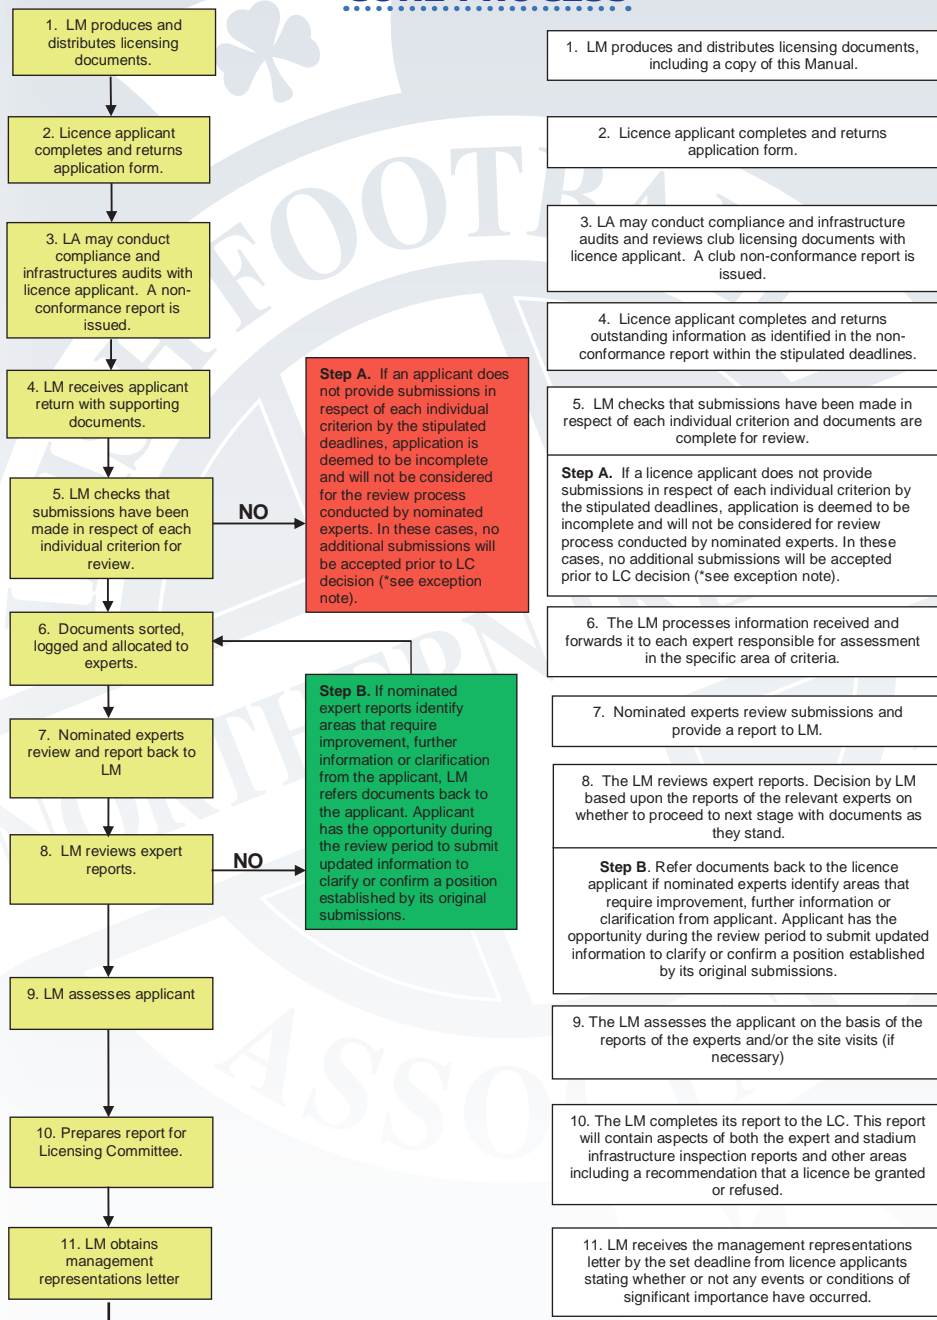 CORE PROCESS
1. LM produces and
distributes licensing
documents.
2. Licence applicant
completes and returns
application form.
3. LA may conduct
compliance and
infrastructures audits with
licence applicant. A non-
conformance report is
issued.
4. LM receives applicant
return with supporting
documents.
5. LM checks that
submissions have been
made in respect of each
individual criterion for
review.
NO
Step A. If an applicant does
not provide submissions in
respect of each individual
criterion by the stipulated
deadlines, application is
deemed to be incomplete
and will not be considered
for the review process
conducted by nominated
experts. In these cases, no
additional submissions will
be accepted prior to LC
decision (*see exception
note).
6. Documents sorted,
logged and allocated to
experts.
7. Nominated experts
review and report back to
LM
8. LM reviews expert
reports.
NO
Step B. If nominated
expert reports identify
areas that require
improvement, further
information or clarification
from the applicant, LM
refers documents back to
the applicant. Applicant
has the opportunity during
the review period to submit
updated information to
clarify or confirm a position
established by its original
submissions.
9. LM assesses applicant
10. Prepares report for
Licensing Committee.
11. LM obtains
management
representations letter
1. LM produces and distributes licensing documents,
including a copy of this Manual.
2. Licence applicant completes and returns
application form.
3. LA may conduct compliance and infrastructure
audits and reviews club licensing documents with
licence applicant. A club non-conformance report is
issued.
4. Licence applicant completes and returns
outstanding information as identified in the non-
conformance report within the stipulated deadlines.
5. LM checks that submissions have been made in
respect of each individual criterion and documents are
complete for review.
Step A. If a licence applicant does not provide
submissions in respect of each individual criterion by
the stipulated deadlines, application is deemed to be
incomplete and will not be considered for review
process conducted by nominated experts. In these
cases, no additional submissions will be accepted
prior to LC decision (*see exception note).
6. The LM processes information received and
forwards it to each expert responsible for assessment
in the specific area of criteria.
7. Nominated experts review submissions and
provide a report to LM.
8. The LM reviews expert reports. Decision by LM
based upon the reports of the relevant experts on
whether to proceed to next stage with documents as
they stand.
Step B. Refer documents back to the licence
applicant if nominated experts identify areas that
require improvement, further information or
clarification from applicant. Applicant has the
opportunity during the review period to submit updated
information to clarify or confirm a position established
by its original submissions.
9. The LM assesses the applicant on the basis of the
reports of the experts and/or the site visits (if
necessary)
10. The LM completes its report to the LC. This report
will contain aspects of both the expert and stadium
infrastructure inspection reports and other areas
including a recommendation that a licence be granted
or refused.
11. LM receives the management representations
letter by the set deadline from licence applicants
stating whether or not any events or conditions of
significant importance have occurred.